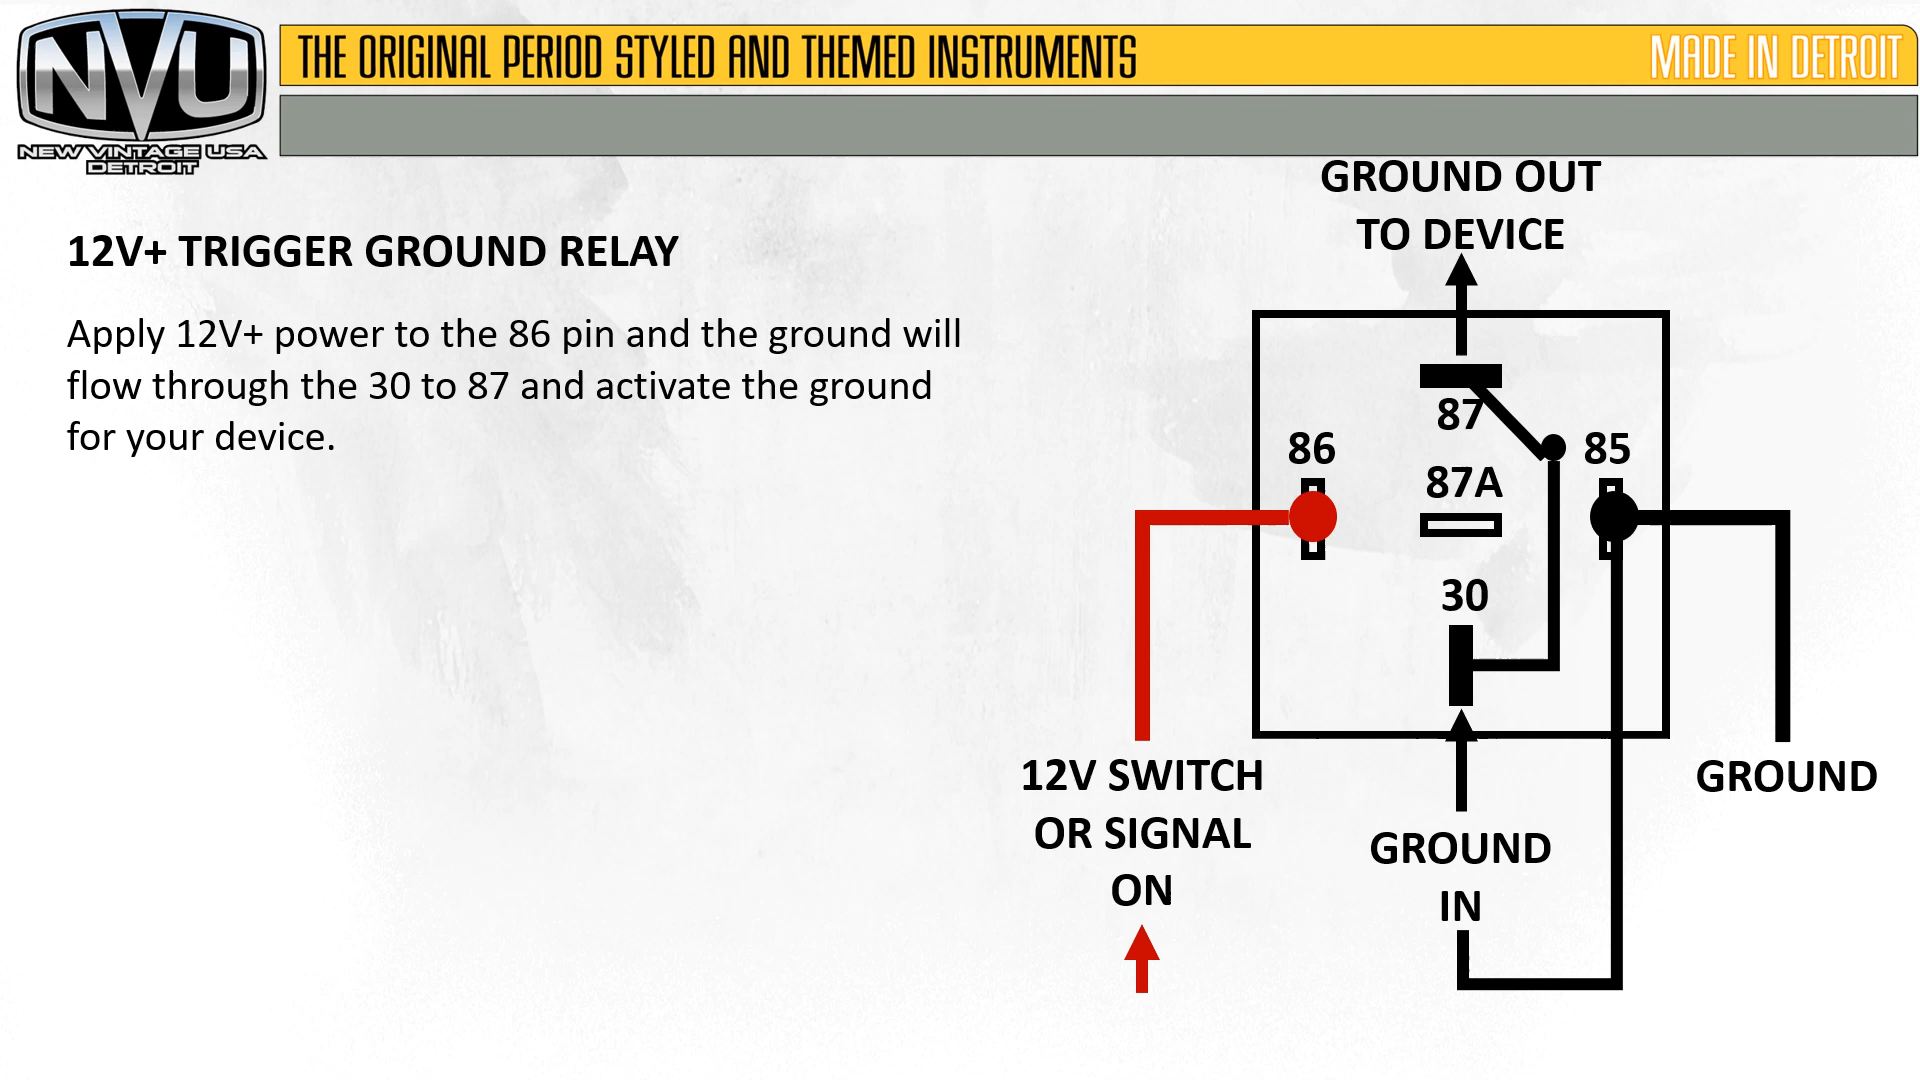 NVU
NEW VINTAGE USA
DETROIT
THE ORIGINAL PERIOD STYLED AND THEMED INSTRUMENTS
MADE IN DETROIT
12V+ TRIGGER GROUND RELAY
Apply 12V+ power to the 86 pin and the ground will
flow through the 30 to 87 and activate the ground
for your device.
GROUND OUT
TO DEVICE
87
86
85
87A
30
12V SWITCH
OR SIGNAL
ON
GROUND
IN
GROUND